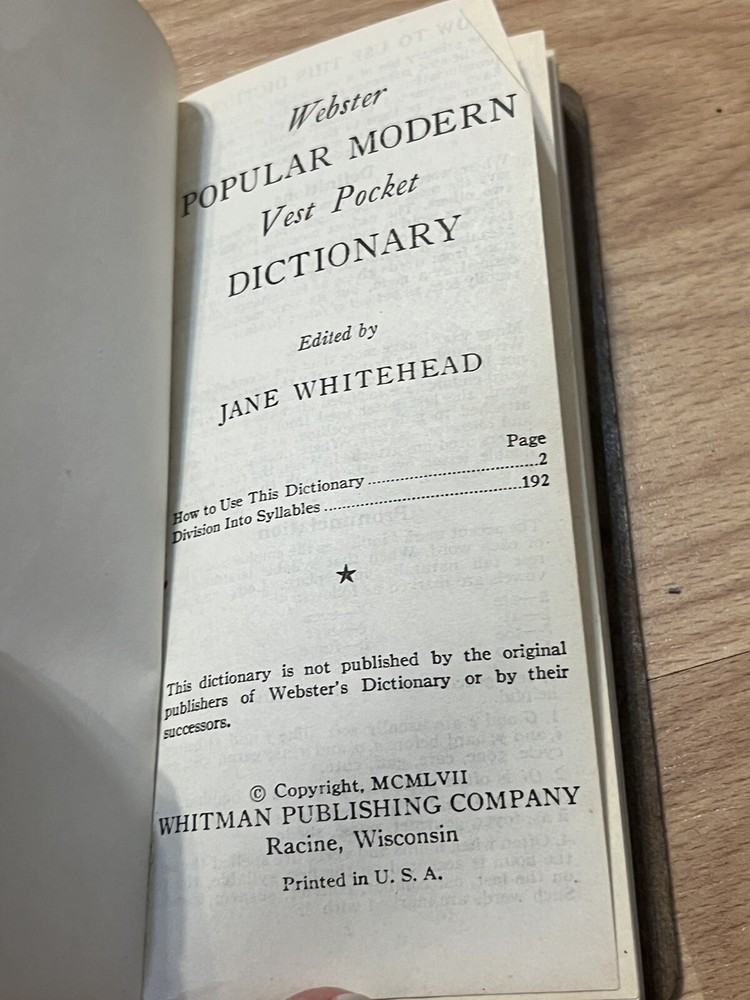 Webster
POPULAR MODERN
Vest Pocket
DICTIONARY
Edited by
JANE WHITEHEAD
Page
How to Use This Dictionary ........................................2
Division Into Syllables ..............................................192
★
This dictionary is not published by the original
publishers of Webster's Dictionary or by their
successors.
© Copyright, MCMLVII
WHITMAN PUBLISHING COMPANY
Racine, Wisconsin
Printed in U. S. A.